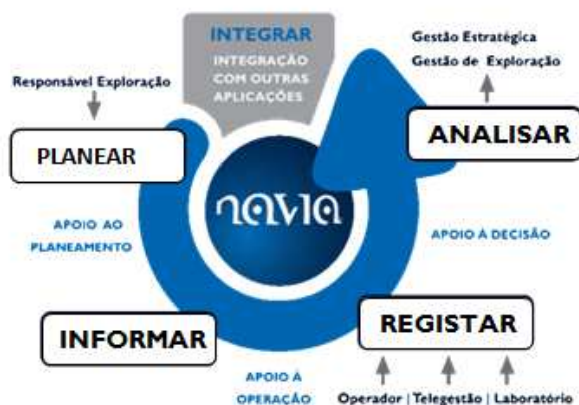 INTEGRAR
INTEGRAÇÃO
COM OUTRAS
APLICAÇÕES
Gestão Estratégica
Gestão de Exploração
Responsável Exploração
PLANEAR
ANALISAR
navia
APOIO AO
PLANEAMENTO
APOIO À DECISÃO
INFORMAR
REGISTAR
APOIO À
OPERAÇÃO
Operador | Telegestão | Laboratório